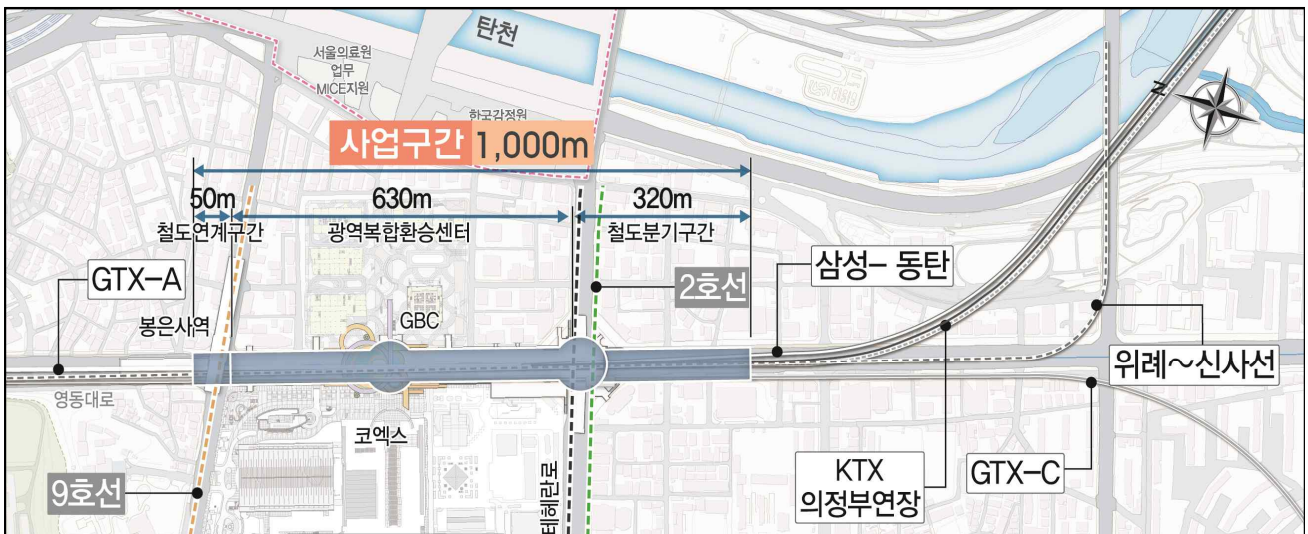 탄천
서울의료원
업무
MICE지원
한국감정원
N
사업구간 1,000m
50m
630m
320m
철도연계구간
광역복합환승센터
철도분기구간
GTX-A
2호선
삼성- 동탄
봉은사역
GBC
위례~신사선
영동대로
코엑스
테헤란로
9호선
KTX
의정부연장
GTX-C